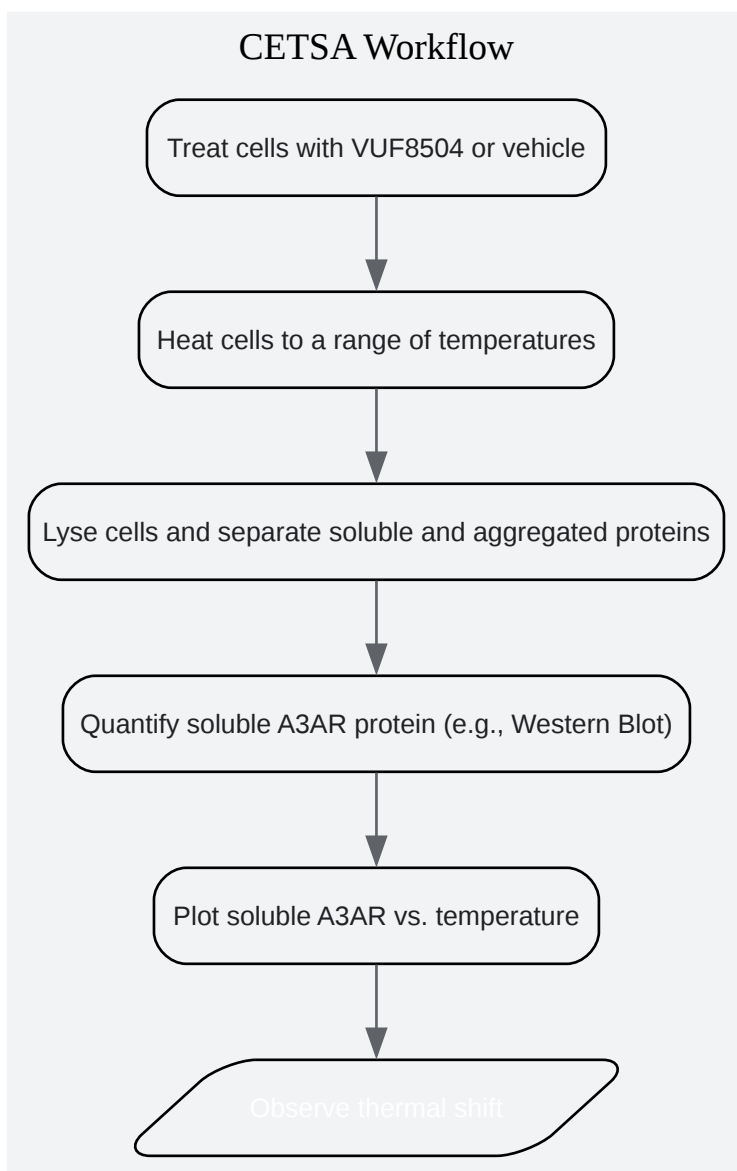 CETSA Workflow
Treat cells with VUF8504 or vehicle
Heat cells to a range of temperatures
Lyse cells and separate soluble and aggregated proteins
Quantify soluble A3AR protein (e.g., Western Blot)
Plot soluble A3AR vs. temperature
Observe thermal shift